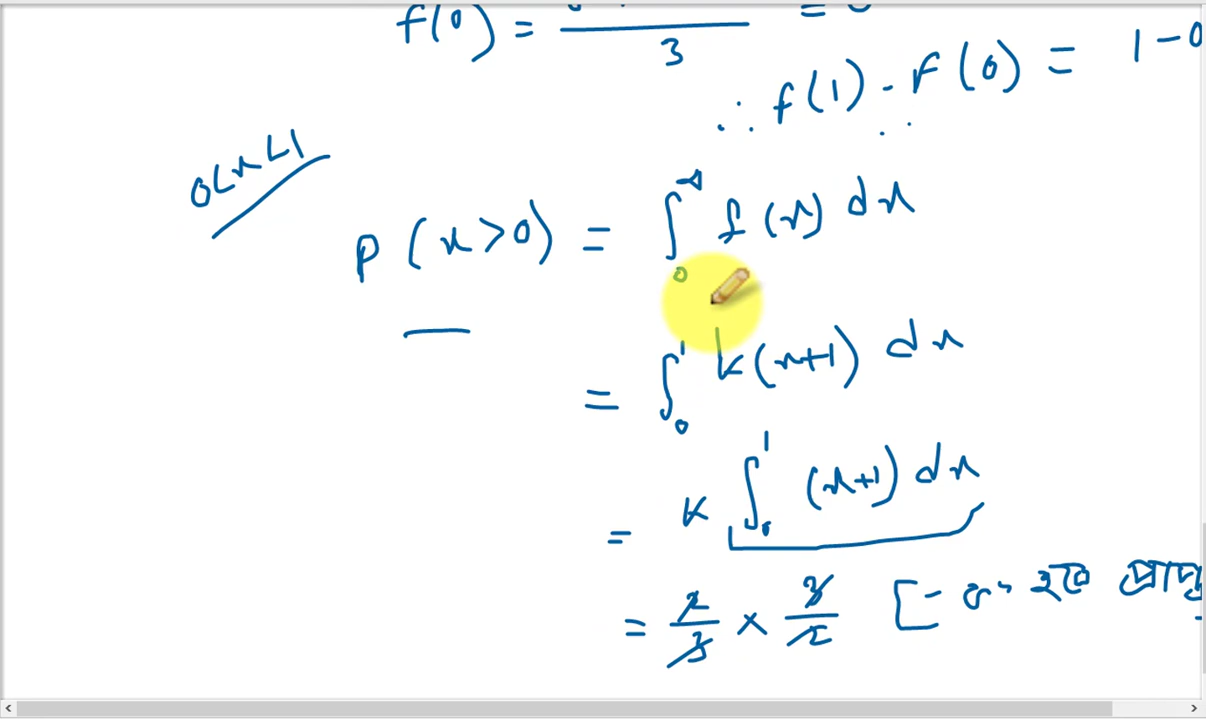 f(0) = / 3 = 0
∴ f(1) - F(0) = 1-0
0<x<1
P(x>0) = ∫₀^∞ f(x) dx
= ∫₀¹ k(x+1) dx
= k ∫₀¹ (x+1) dx
= 2/3 × 3/2 [- হতে